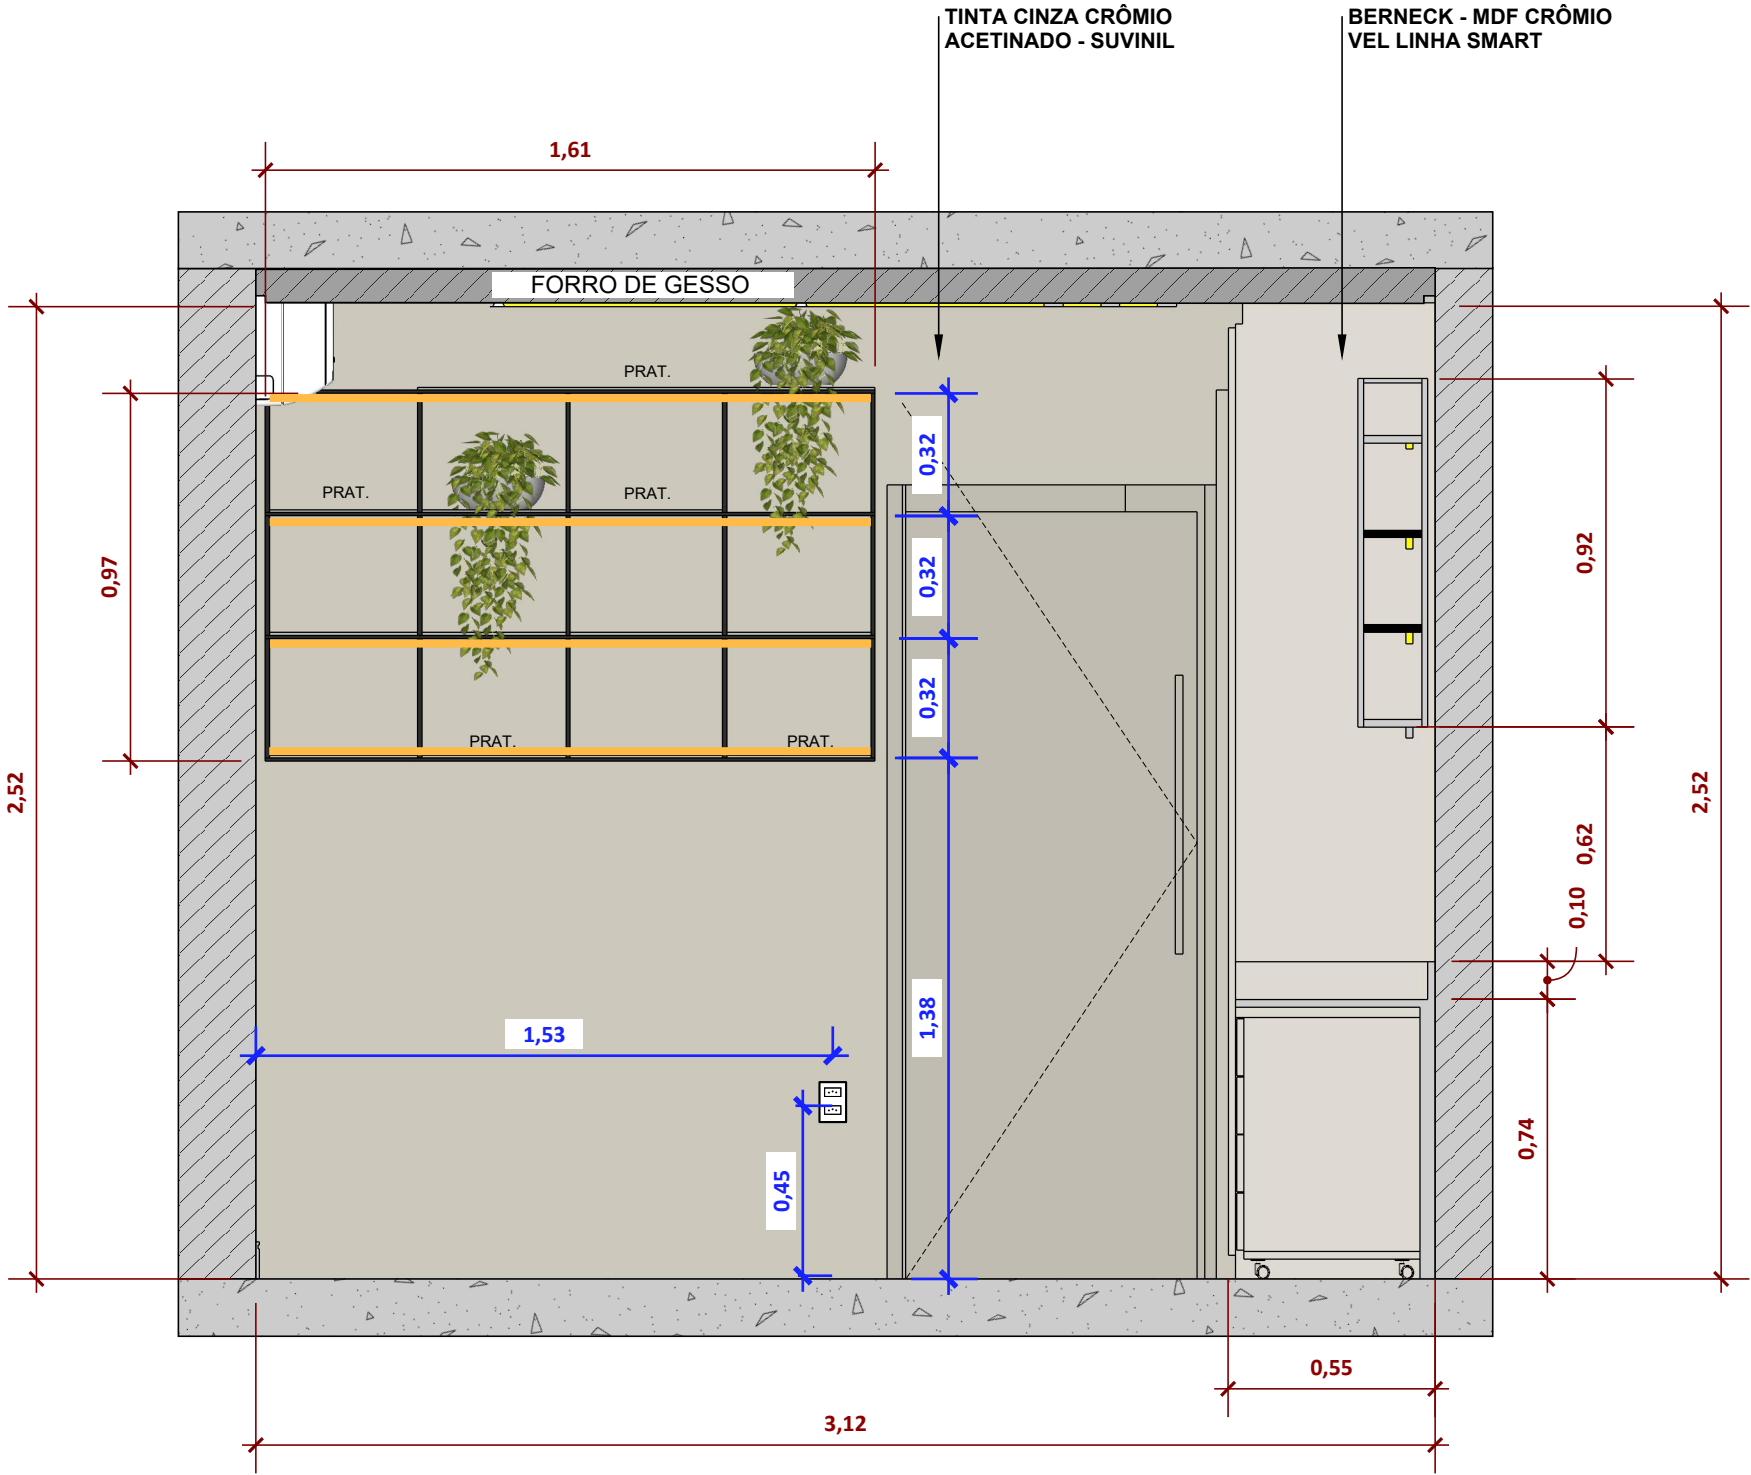 TINTA CINZA CRÔMIO
ACETINADO - SUVINIL
BERNECK - MDF CRÔMIO
VEL LINHA SMART
1,61
FORRO DE GESSO
PRAT.
PRAT.
PRAT.
PRAT.
PRAT.
0,32
0,32
0,32
1,38
0,97
2,52
0,92
0,62
0,10
2,52
0,74
1,53
0,45
0,55
3,12